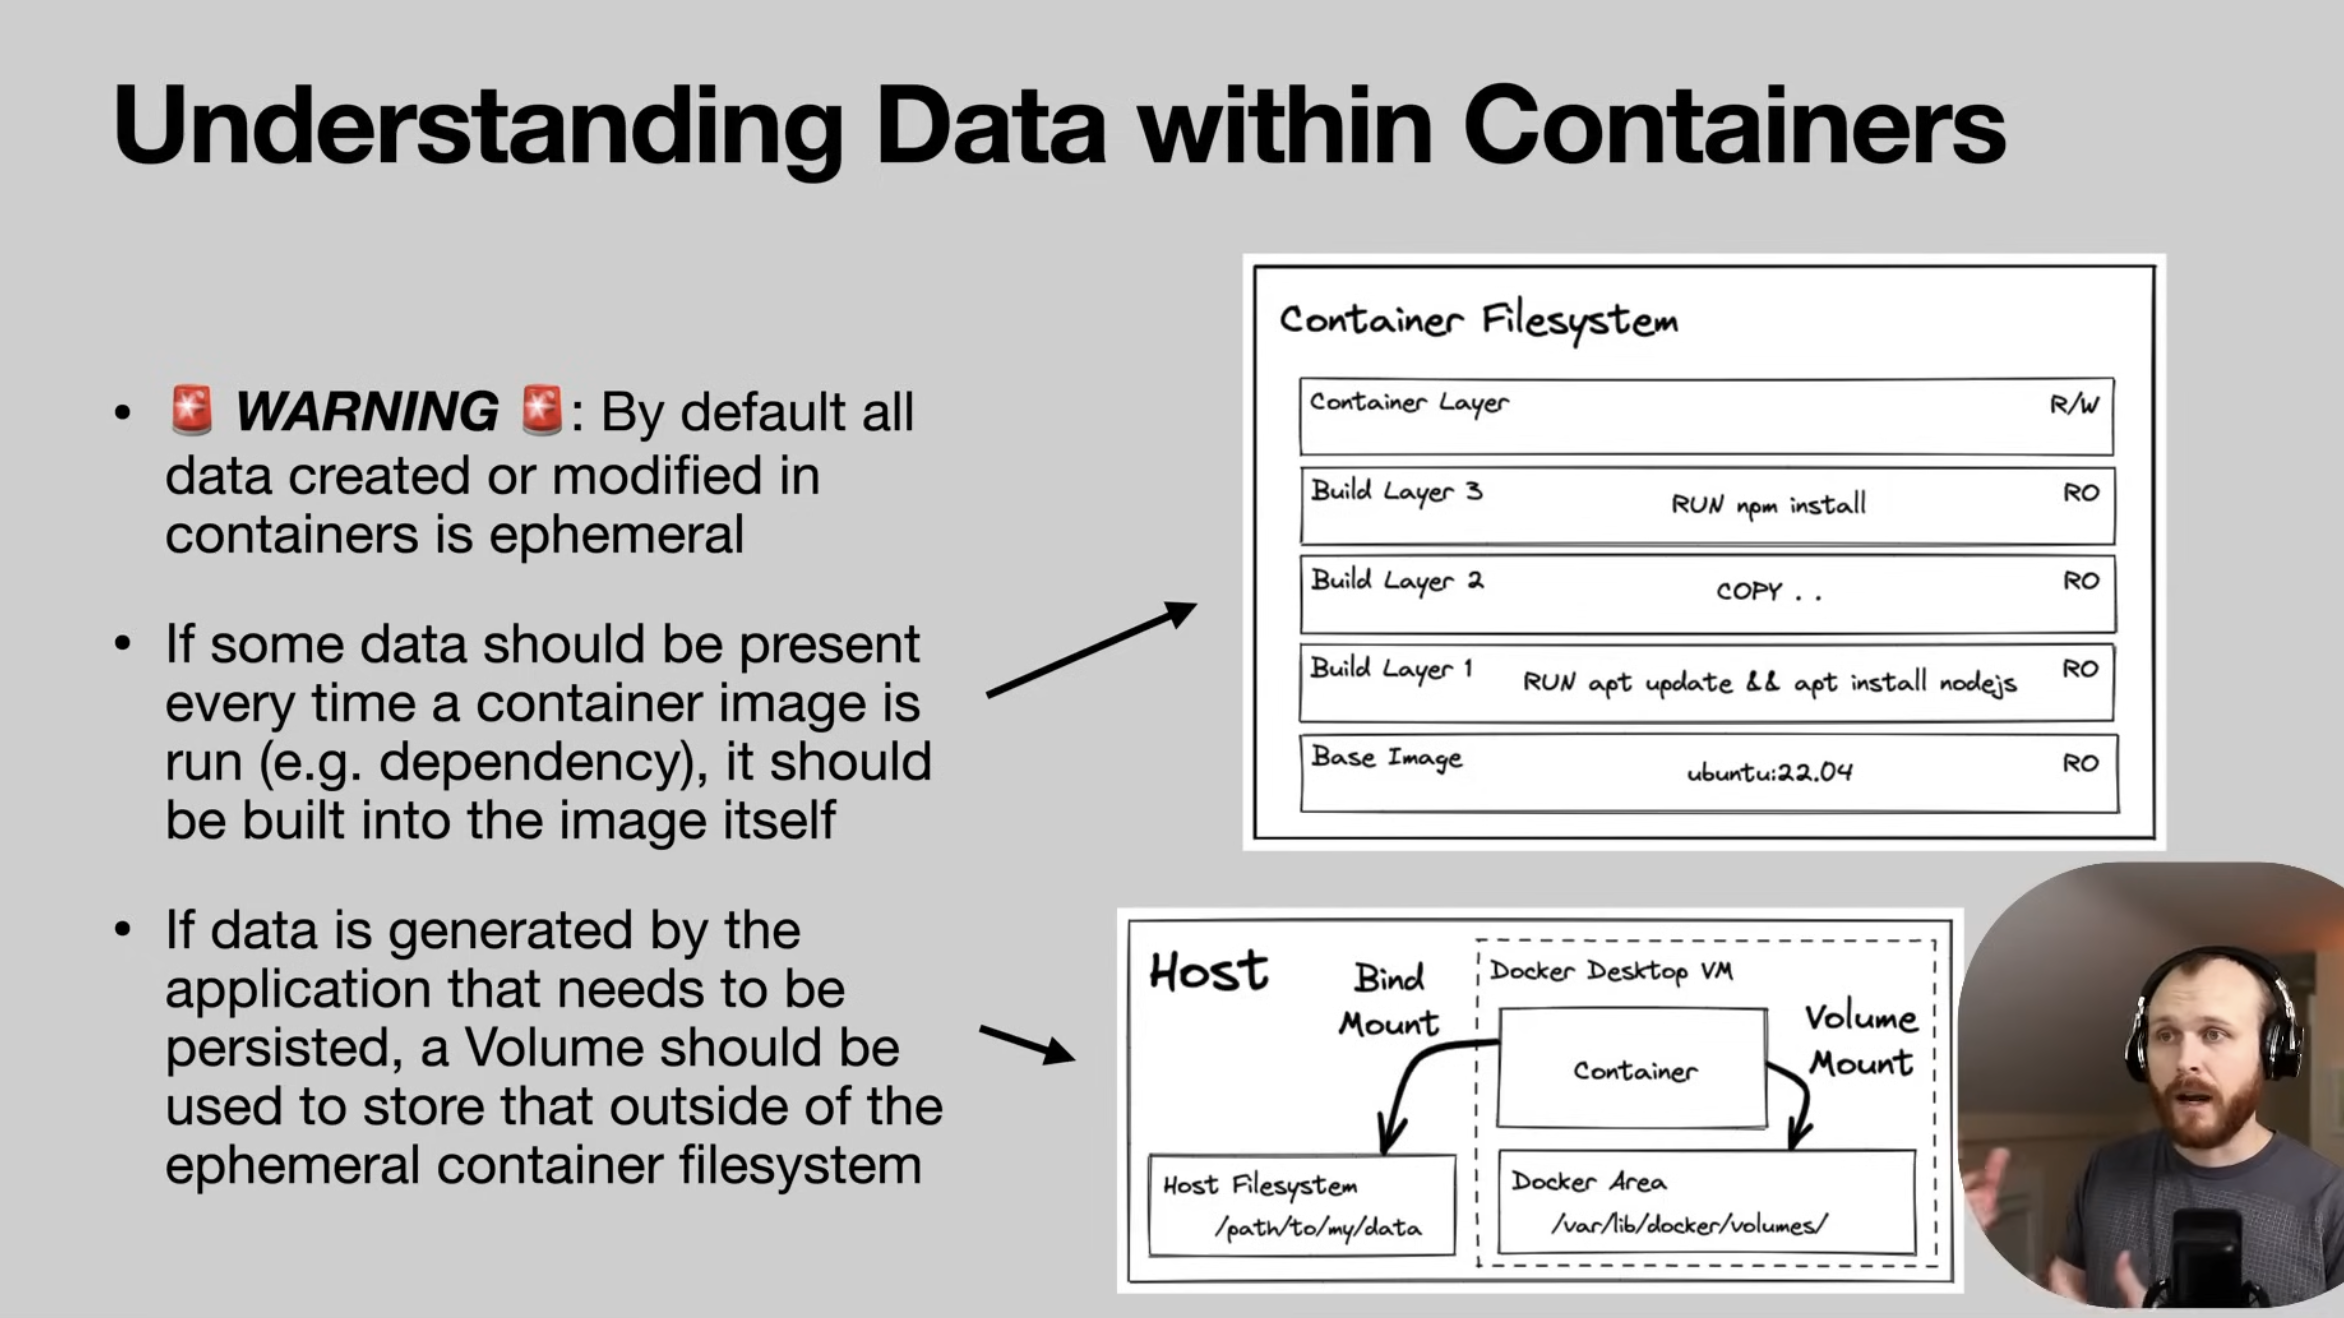 Understanding Data within Containers
• 🚨 WARNING 🚨: By default all
data created or modified in
containers is ephemeral
• If some data should be present
every time a container image is
run (e.g. dependency), it should
be built into the image itself
• If data is generated by the
application that needs to be
persisted, a Volume should be
used to store that outside of the
ephemeral container filesystem
Container Filesystem
Container Layer R/W
Build Layer 3 RUN npm install RO
Build Layer 2 COPY . . RO
Build Layer 1 RUN apt update && apt install nodejs RO
Base Image ubuntu:22.04 RO
Host
Bind
Mount
Docker Desktop VM
Container
Volume
Mount
Host Filesystem
/path/to/my/data
Docker Area
/var/lib/docker/volumes/